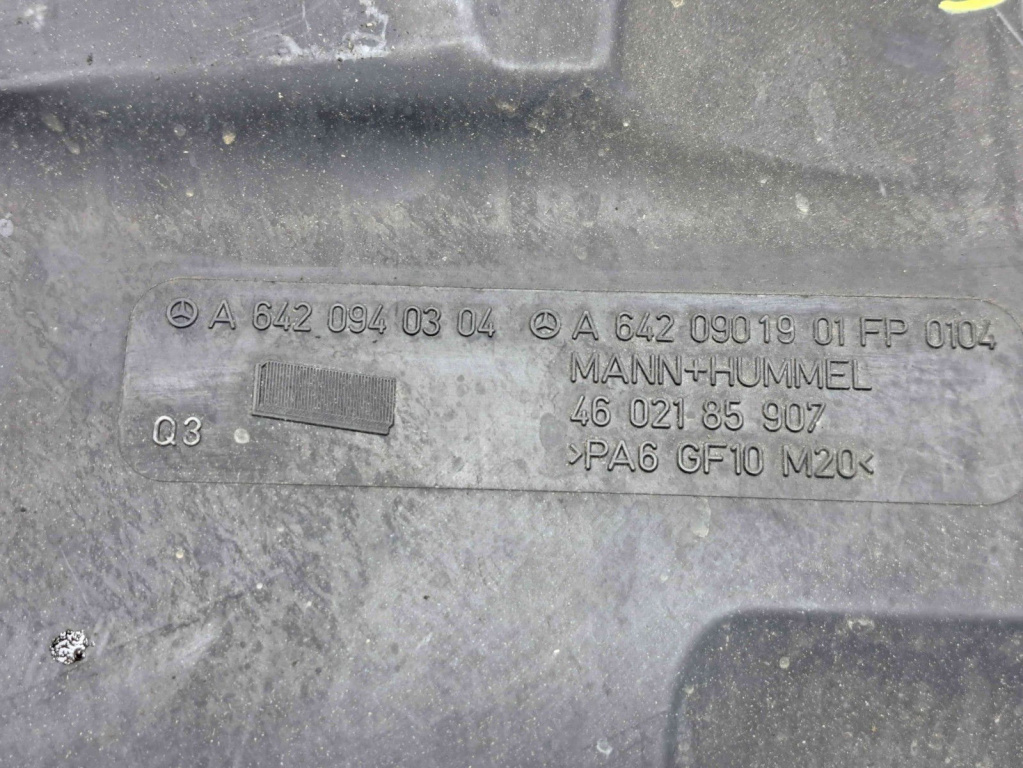 A 642 094 03 04
A 642 090 19 01 FP 0104
MANN+HUMMEL
46 021 85 907
>PA6 GF10 M20<
Q3